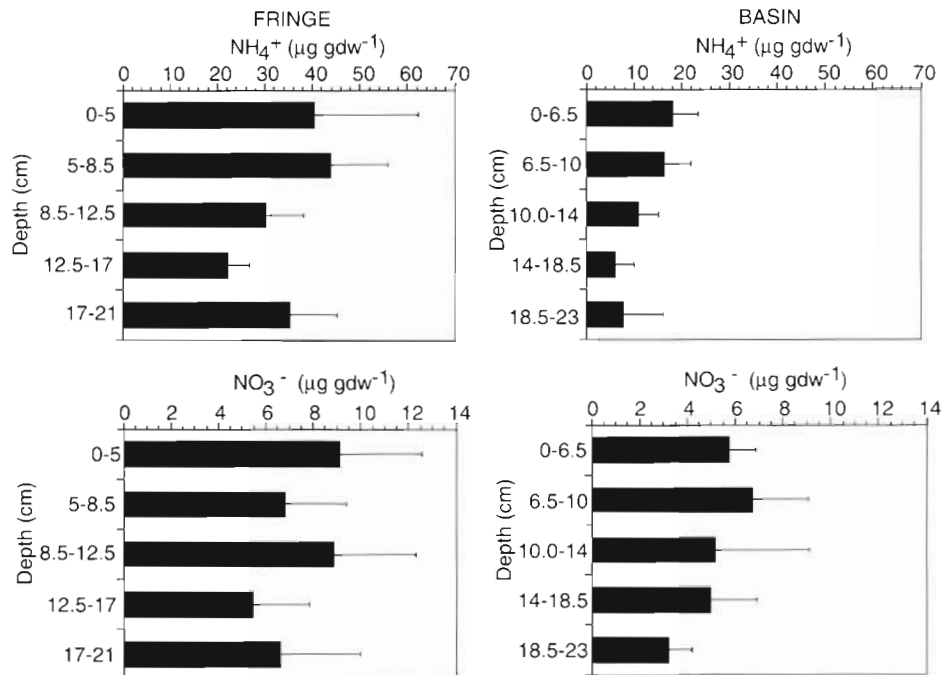 FRINGE
NH₄⁺ (μg gdw⁻¹)
0 10 20 30 40 50 60 70
Depth (cm)
0-5
5-8.5
8.5-12.5
12.5-17
17-21
BASIN
NH₄⁺ (μg gdw⁻¹)
0 10 20 30 40 50 60 70
Depth (cm)
0-6.5
6.5-10
10.0-14
14-18.5
18.5-23
NO₃⁻ (μg gdw⁻¹)
0 2 4 6 8 10 12 14
Depth (cm)
0-5
5-8.5
8.5-12.5
12.5-17
17-21
NO₃⁻ (μg gdw⁻¹)
0 2 4 6 8 10 12 14
Depth (cm)
0-6.5
6.5-10
10.0-14
14-18.5
18.5-23